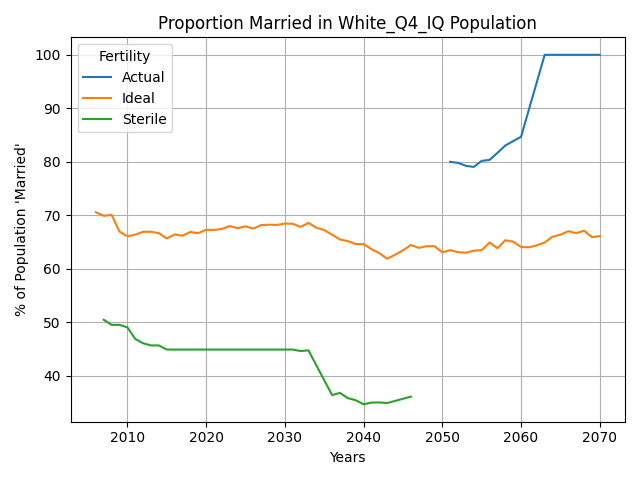 Proportion Married in White_Q4_IQ Population
Fertility
Actual
Ideal
Sterile
% of Population 'Married'
100
90
80
70
60
50
40
2010 2020 2030 2040 2050 2060 2070
Years